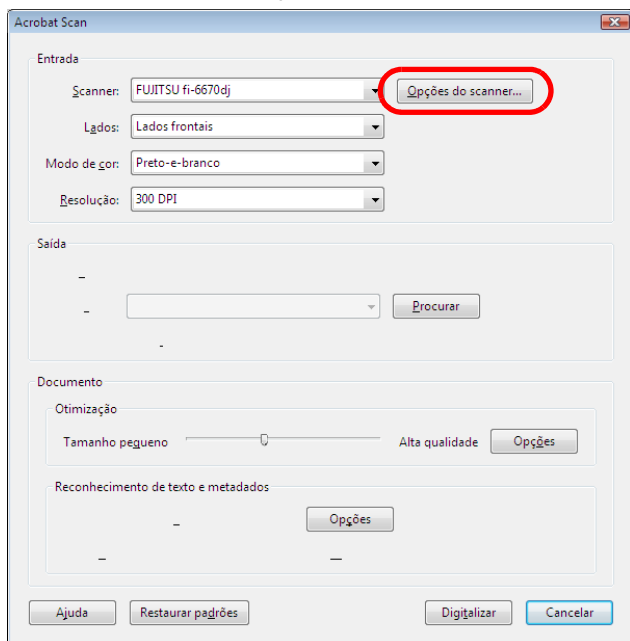 Acrobat Scan
Entrada
Scanner: FUJITSU fi-6670dj Opções do scanner...
Lados: Lados frontais
Modo de cor: Preto-e-branco
Resolução: 300 DPI
Saída
Procurar
Documento
Otimização
Tamanho pequeno Alta qualidade Opções
Reconhecimento de texto e metadados
Opções
Ajuda Restaurar padrões Digitalizar Cancelar